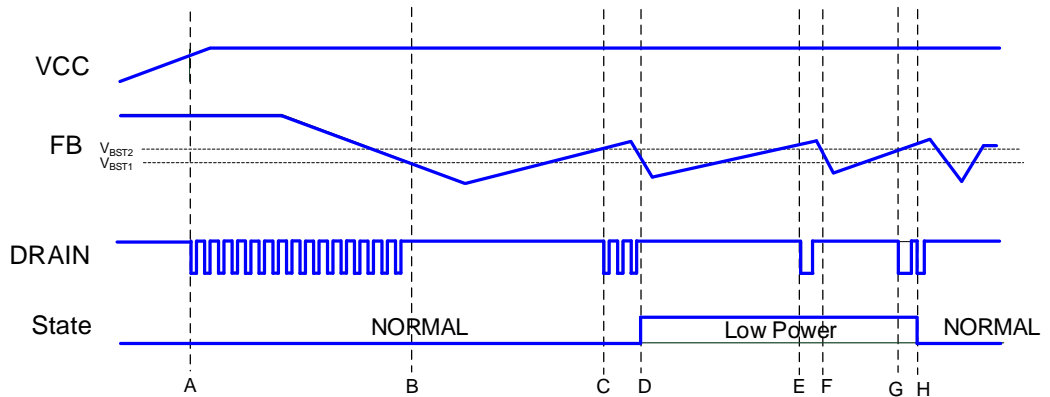 VCC
FB
VBST2
VBST1
DRAIN
State
NORMAL
Low Power
NORMAL
A B C D E F G H